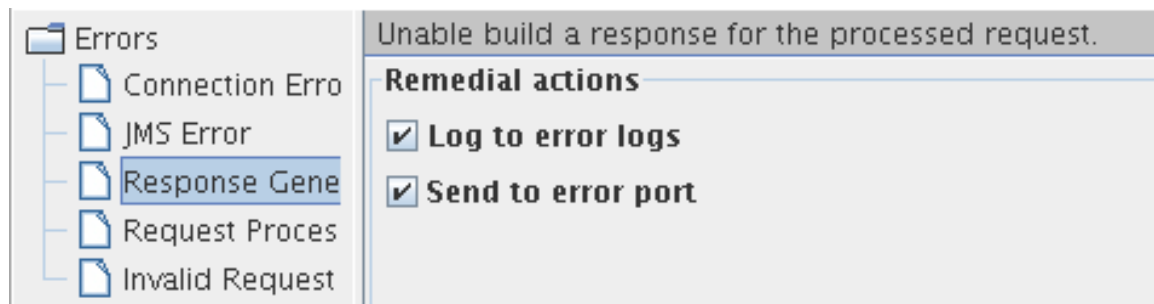 Errors
Connection Erro
JMS Error
Response Gene
Request Proces
Invalid Request
Unable build a response for the processed request.
Remedial actions
Log to error logs
Send to error port